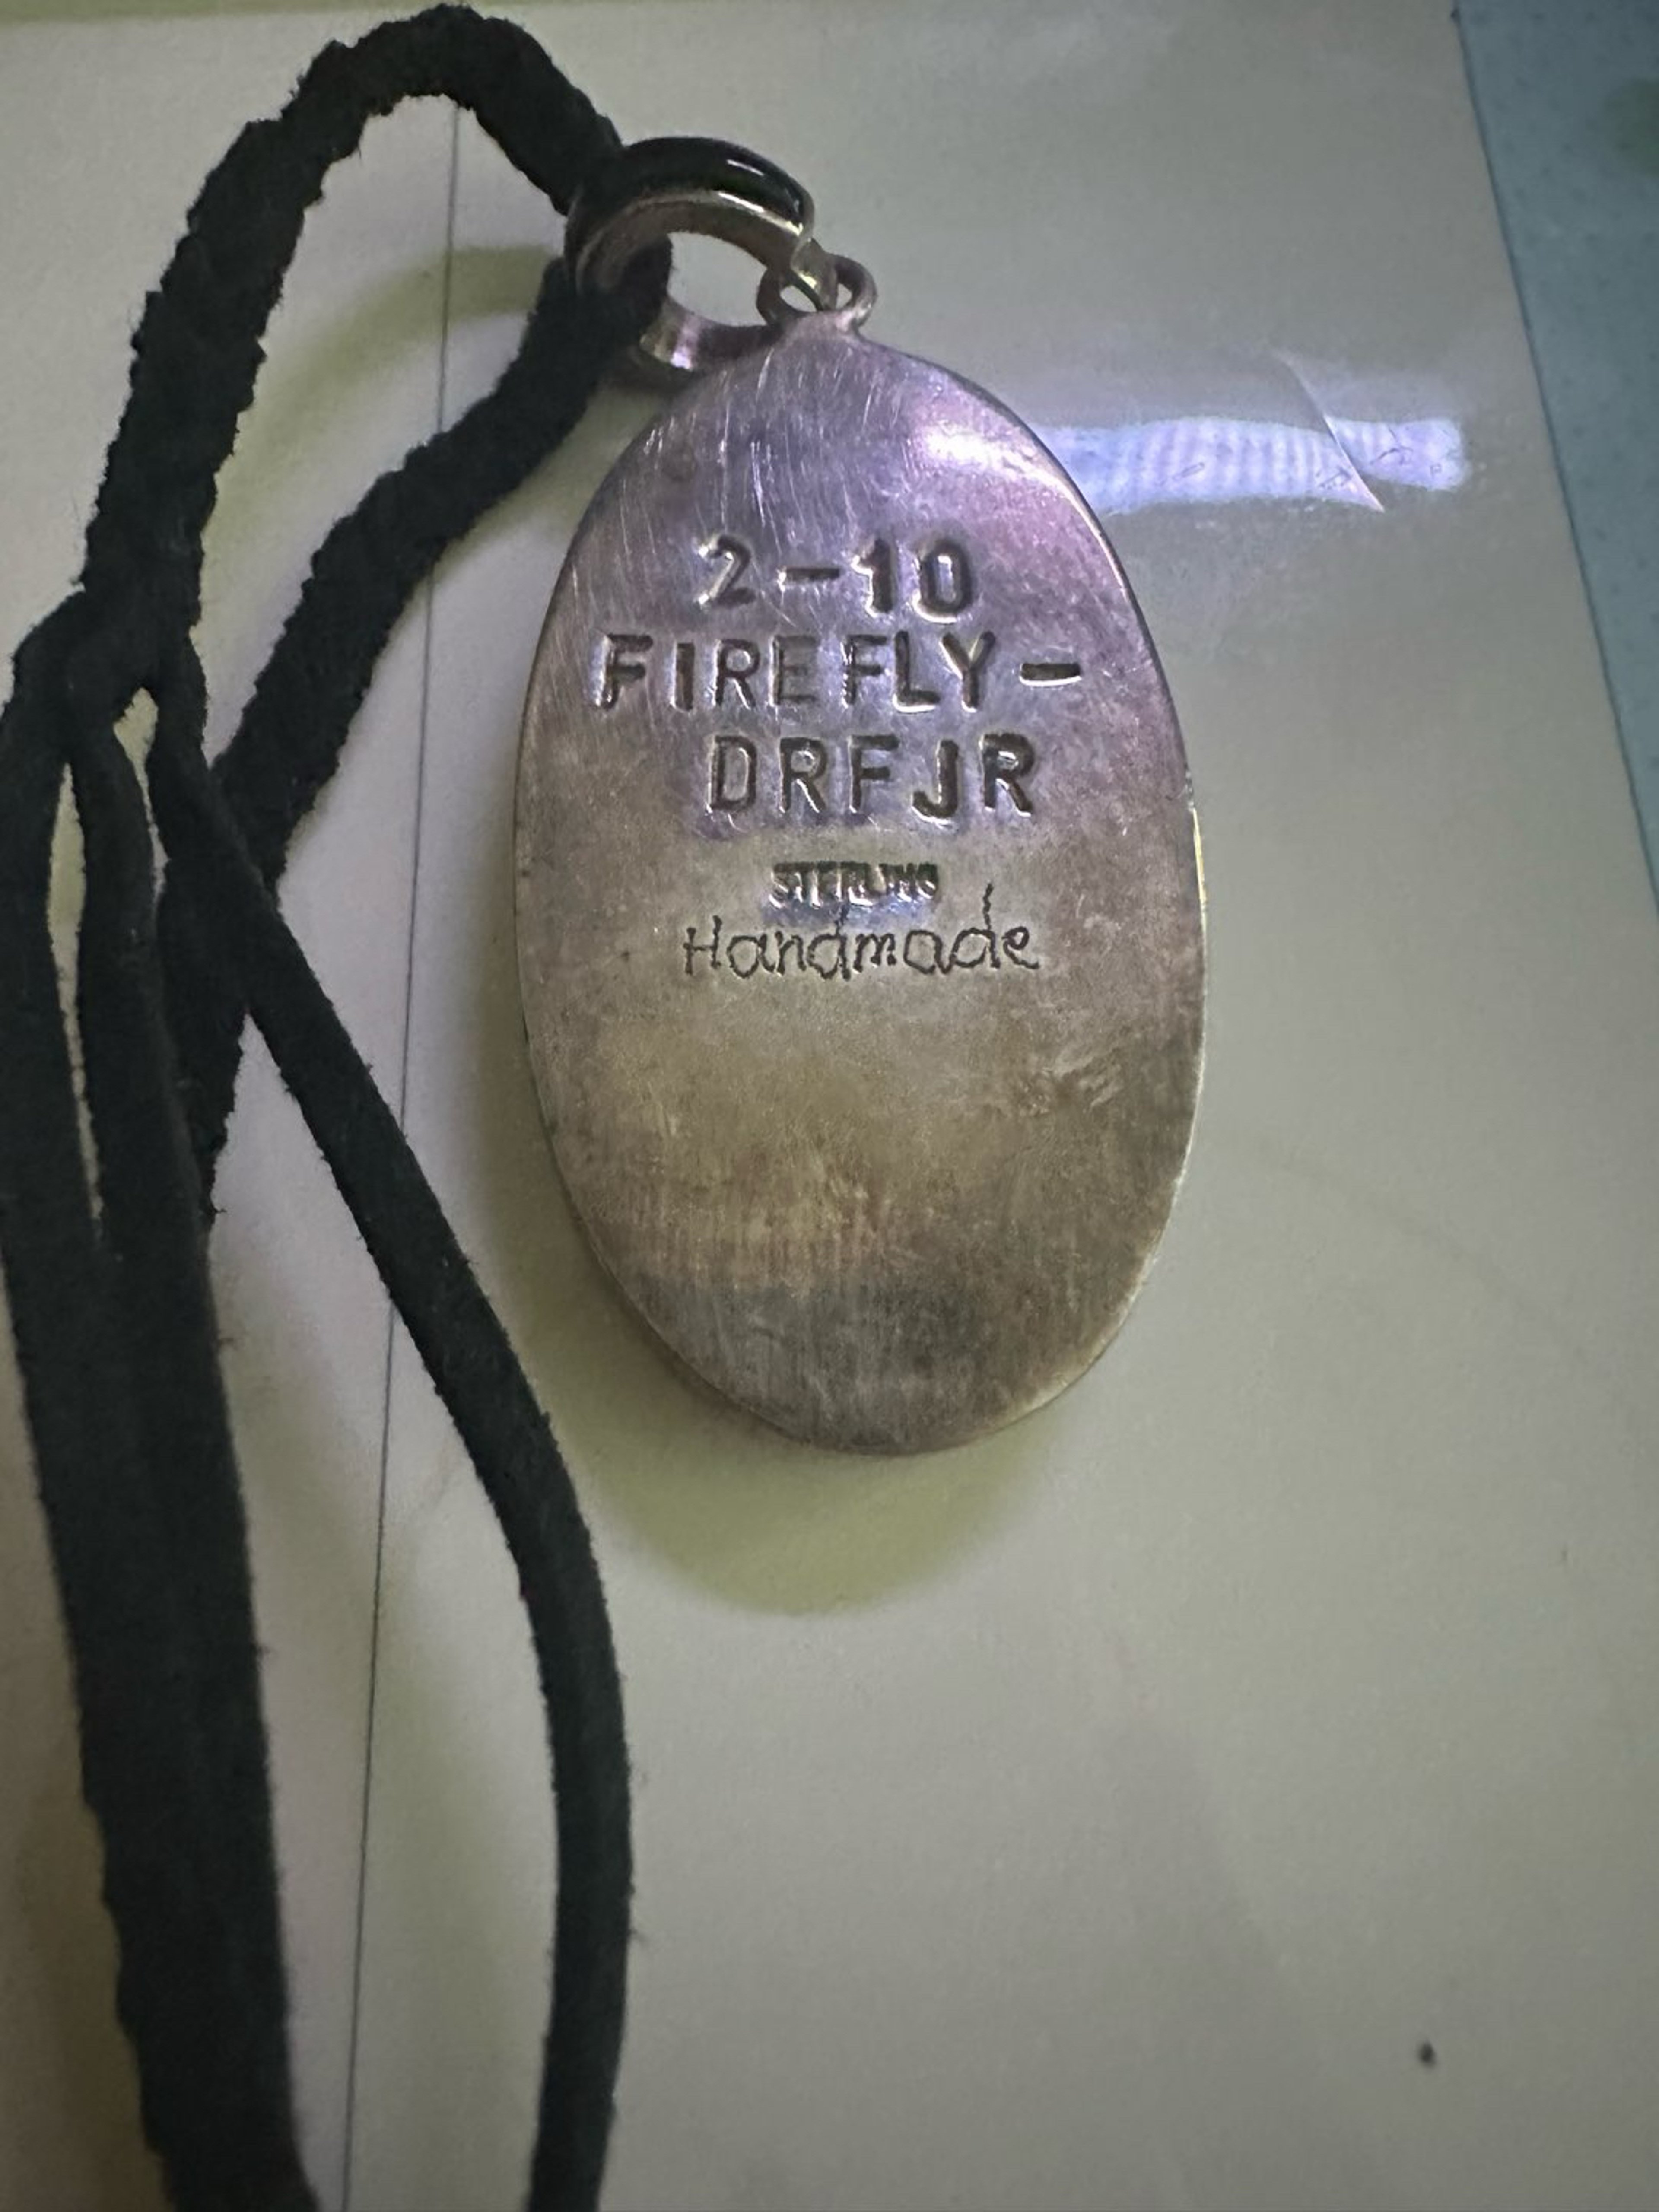 2-10
FIREFLY-
DRFJR
STERLING
Handmade